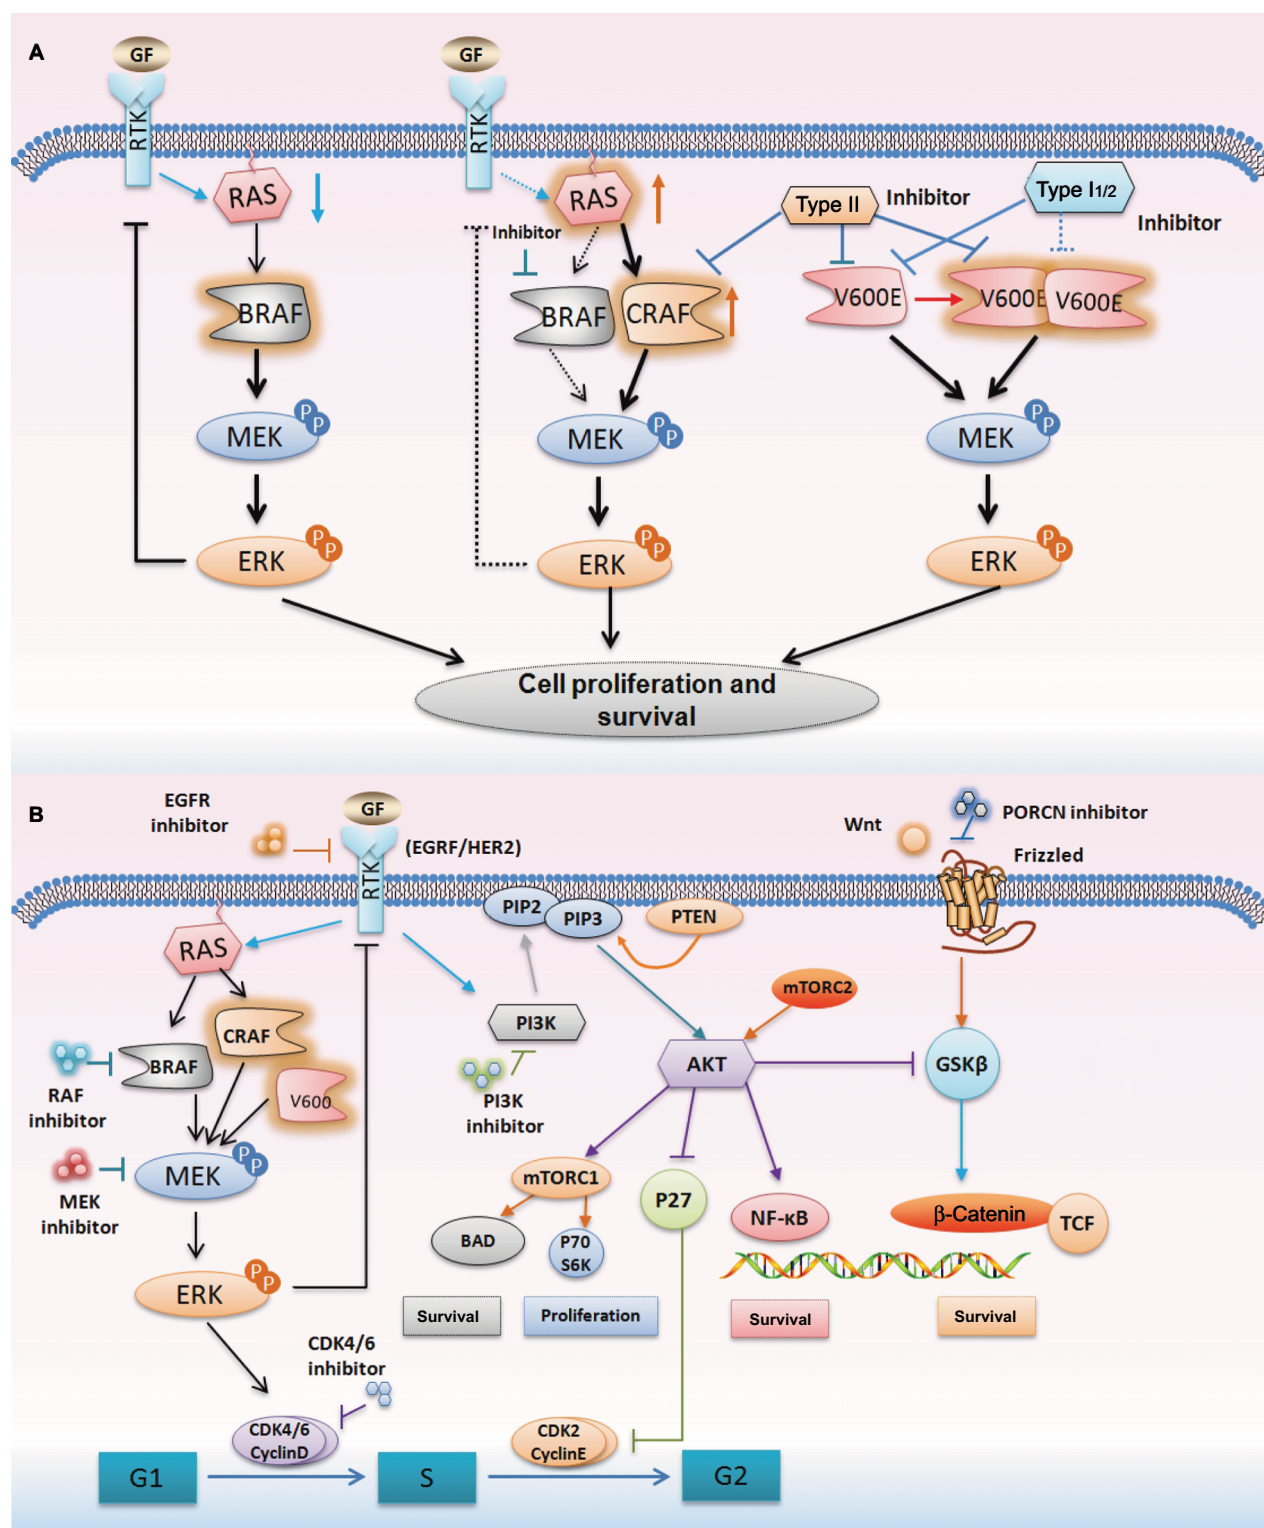 A
GF
GF
RTK
RTK
RAS
RAS
Type II
Inhibitor
Type I1/2
Inhibitor
Inhibitor
BRAF
BRAF
CRAF
V600E
V600E
V600E
MEK
P
P
MEK
P
P
MEK
P
P
ERK
P
P
ERK
P
P
ERK
P
P
Cell proliferation and
survival
B
EGFR
inhibitor
GF
RTK
(EGRF/HER2)
Wnt
PORCN inhibitor
Frizzled
PIP2
PIP3
PTEN
RAS
mTORC2
PI3K
CRAF
BRAF
V600
AKT
GSKβ
RAF
inhibitor
PI3K
inhibitor
MEK
P
P
MEK
inhibitor
mTORC1
P27
NF-κB
β-Catenin
TCF
BAD
P70
S6K
ERK
P
P
Survival
Proliferation
Survival
Survival
CDK4/6
inhibitor
CDK4/6
CyclinD
CDK2
CyclinE
G1
S
G2